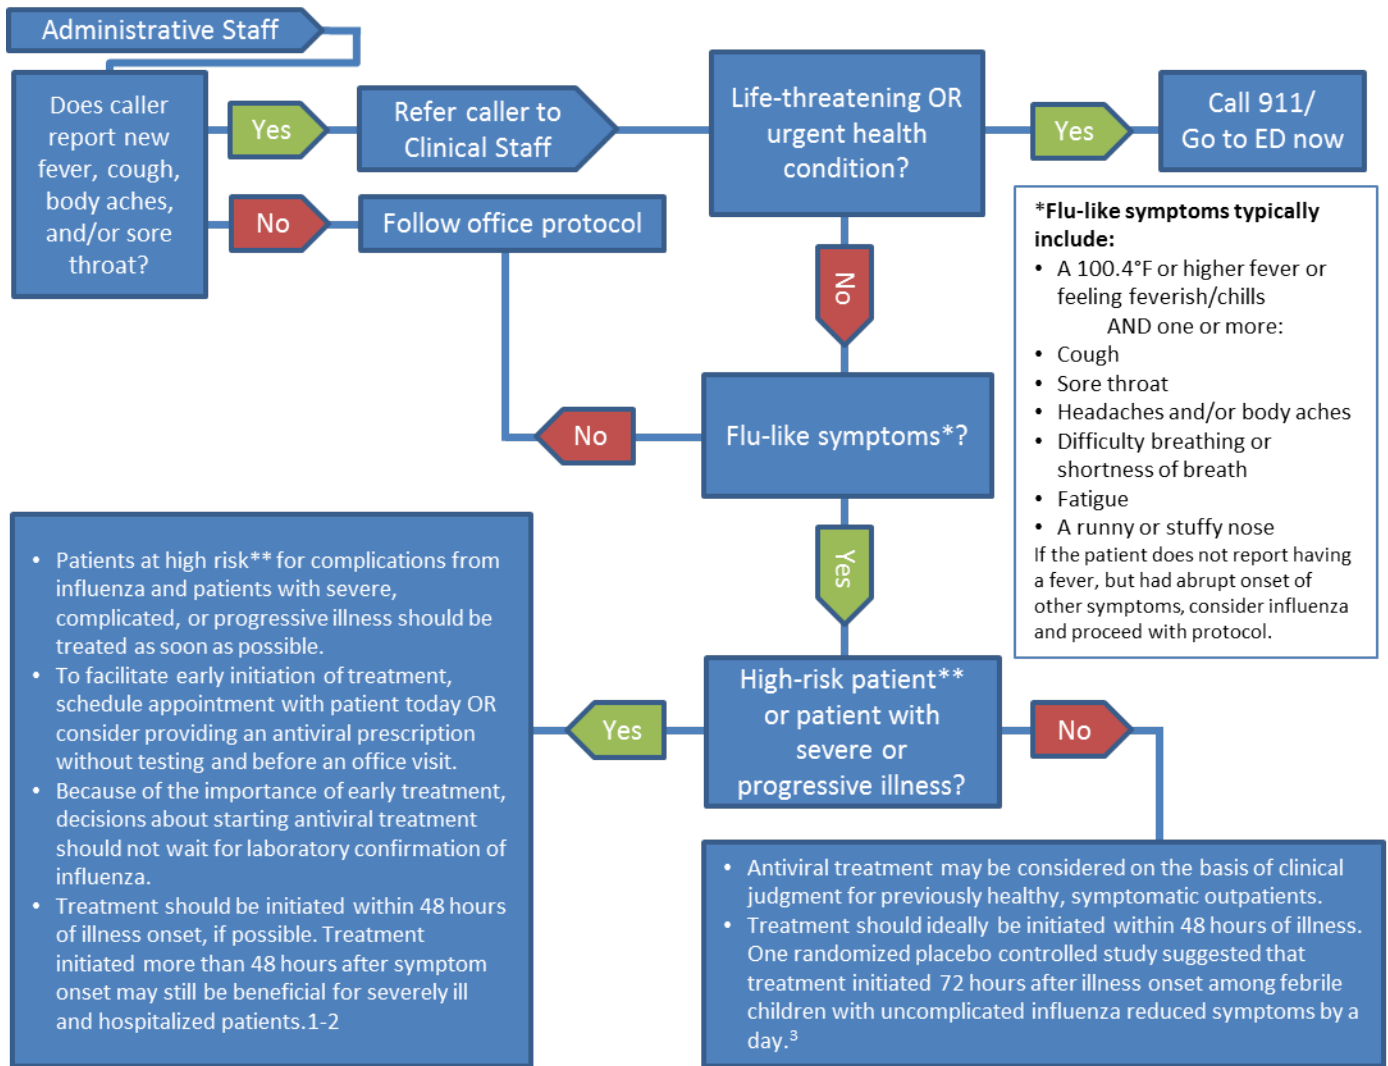 Administrative Staff
Does caller
report new
fever, cough,
body aches,
and/or sore
throat?
Yes
Refer caller to
Clinical Staff
No
Follow office protocol
Life-threatening OR
urgent health
condition?
Yes
Call 911/
Go to ED now
No
*Flu-like symptoms typically
include:
• A 100.4°F or higher fever or
feeling feverish/chills
AND one or more:
• Cough
• Sore throat
• Headaches and/or body aches
• Difficulty breathing or
shortness of breath
• Fatigue
• A runny or stuffy nose
If the patient does not report having
a fever, but had abrupt onset of
other symptoms, consider influenza
and proceed with protocol.
Flu-like symptoms*?
No
Yes
High-risk patient**
or patient with
severe or
progressive illness?
Yes
No
• Patients at high risk** for complications from
influenza and patients with severe,
complicated, or progressive illness should be
treated as soon as possible.
• To facilitate early initiation of treatment,
schedule appointment with patient today OR
consider providing an antiviral prescription
without testing and before an office visit.
• Because of the importance of early treatment,
decisions about starting antiviral treatment
should not wait for laboratory confirmation of
influenza.
• Treatment should be initiated within 48 hours
of illness onset, if possible. Treatment
initiated more than 48 hours after symptom
onset may still be beneficial for severely ill
and hospitalized patients.1-2
• Antiviral treatment may be considered on the basis of clinical
judgment for previously healthy, symptomatic outpatients.
• Treatment should ideally be initiated within 48 hours of illness.
One randomized placebo controlled study suggested that
treatment initiated 72 hours after illness onset among febrile
children with uncomplicated influenza reduced symptoms by a
day.³